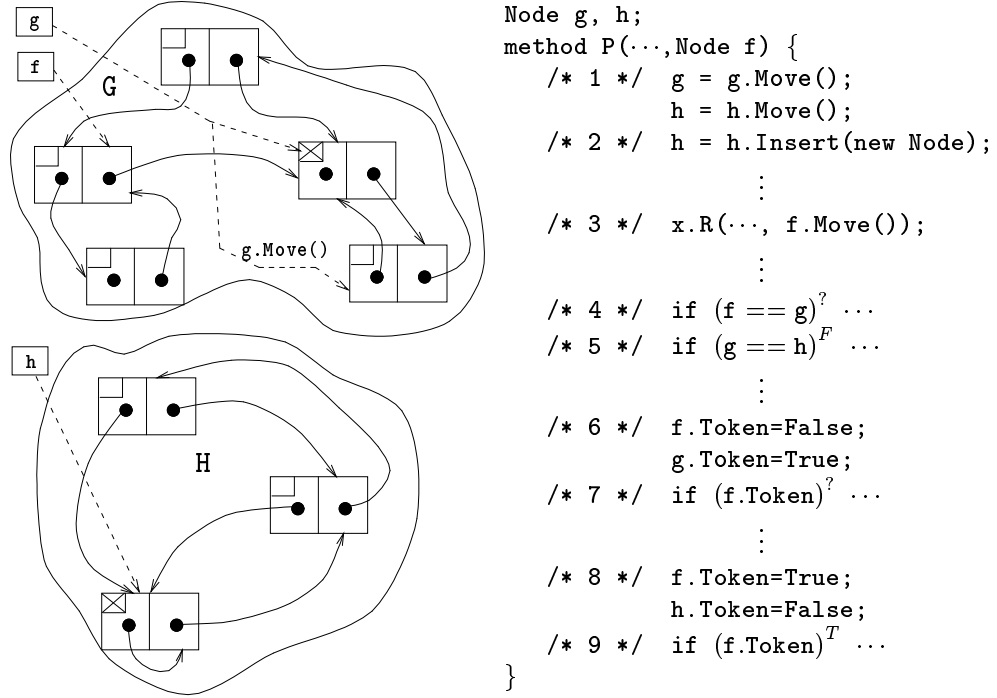 g
f
G
g.Move()
h
H
Node g, h;
method P(⋯,Node f) {
/* 1 */ g = g.Move();
h = h.Move();
/* 2 */ h = h.Insert(new Node);
⋮
/* 3 */ x.R(⋯, f.Move());
⋮
/* 4 */ if (f == g)^? ⋯
/* 5 */ if (g == h)^F ⋯
⋮
/* 6 */ f.Token=False;
g.Token=True;
/* 7 */ if (f.Token)^? ⋯
⋮
/* 8 */ f.Token=True;
h.Token=False;
/* 9 */ if (f.Token)^T ⋯
}